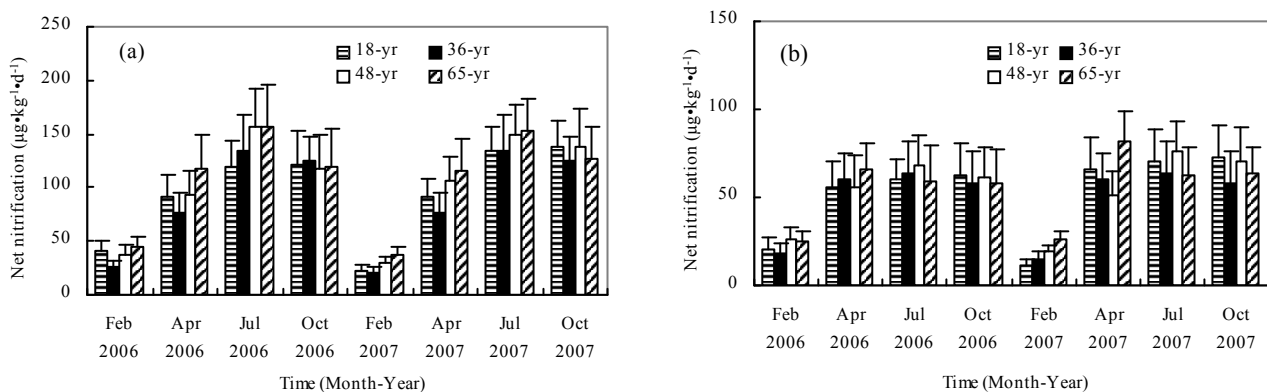 (a)
18-yr 36-yr
48-yr 65-yr
Net nitrification (µg•kg-1•d-1)
250
200
150
100
50
0
Feb Apr Jul Oct Feb Apr Jul Oct
2006 2006 2006 2006 2007 2007 2007 2007
Time (Month-Year)
(b)
18-yr 36-yr
48-yr 65-yr
Net nitrification (µg•kg-1•d-1)
150
100
50
0
Feb Apr Jul Oct Feb Apr Jul Oct
2006 2006 2006 2006 2007 2007 2007 2007
Time (Month-Year)